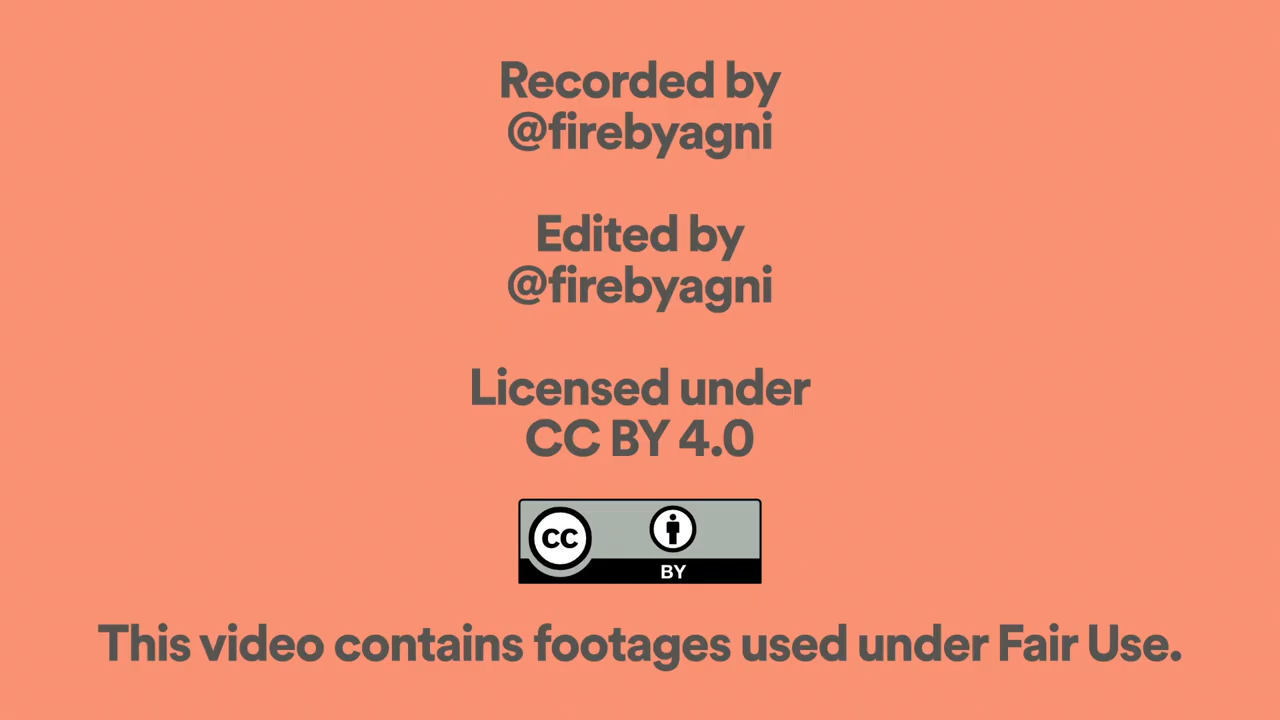 Recorded by
@firebyagni
Edited by
@firebyagni
Licensed under
CC BY 4.0
CC
BY
This video contains footages used under Fair Use.